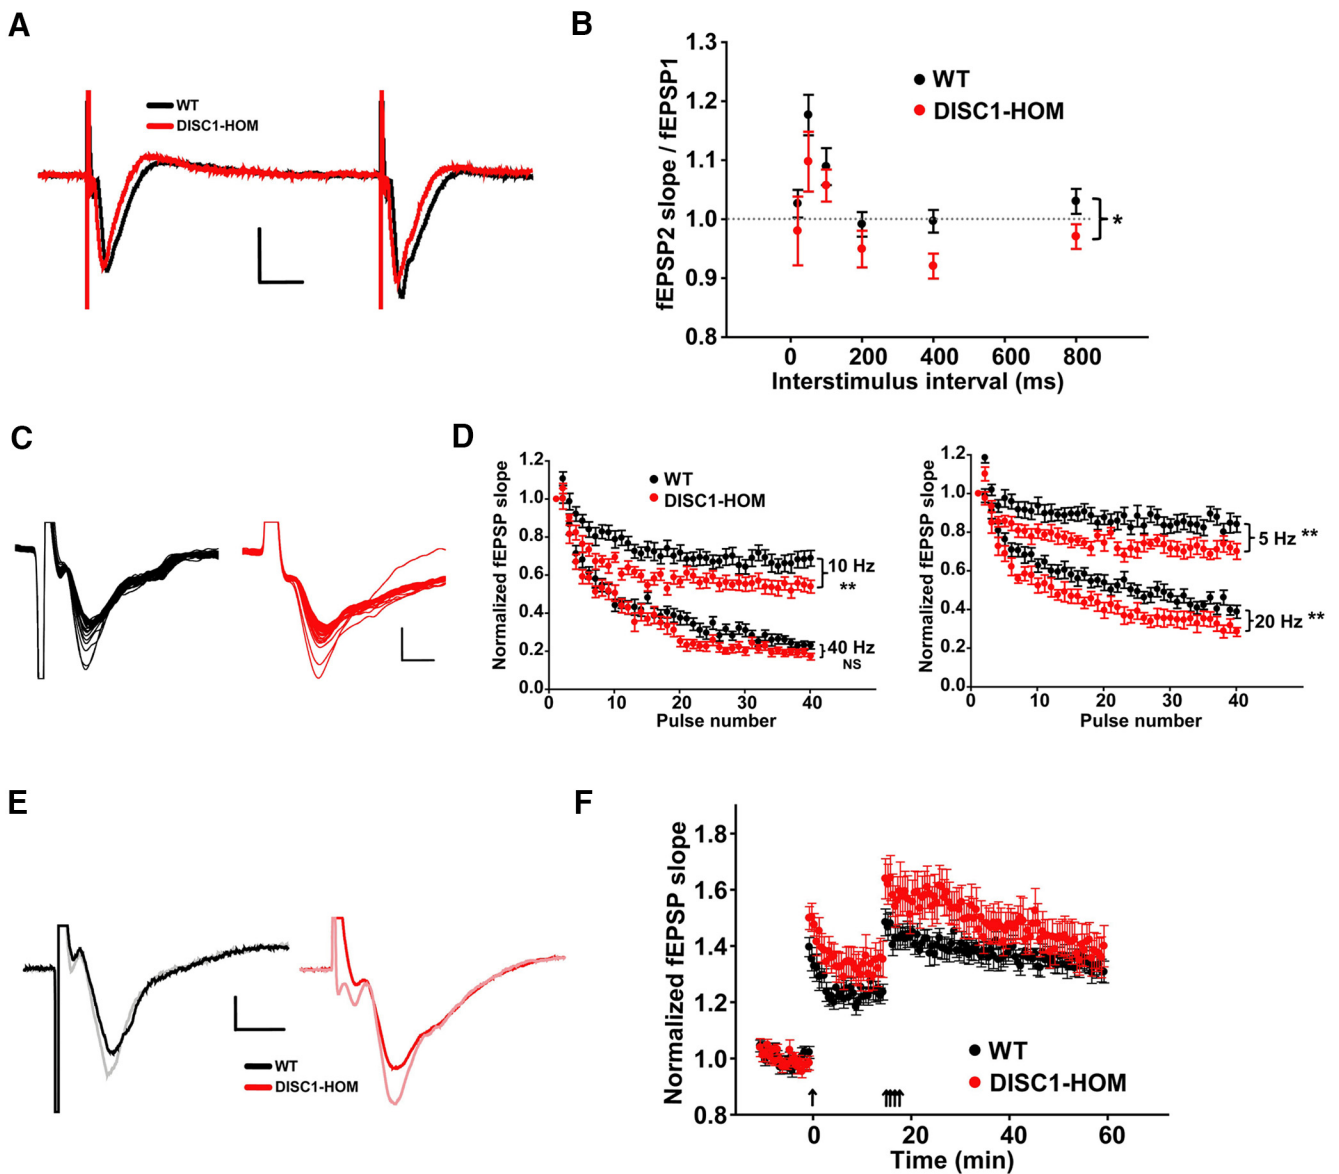 A
WT
DISC1-HOM
B
fEPSP2 slope / fEPSP1
1.3
1.2
1.1
1.0
0.9
0.8
WT
DISC1-HOM
*
0 200 400 600 800
Interstimulus interval (ms)
C
D
Normalized fEPSP slope
1.2
1.0
0.8
0.6
0.4
0.2
0.0
WT
DISC1-HOM
10 Hz
**
40 Hz
NS
0 10 20 30 40
Pulse number
Normalized fEPSP slope
1.2
1.0
0.8
0.6
0.4
0.2
0.0
5 Hz **
20 Hz **
0 10 20 30 40
Pulse number
E
WT
DISC1-HOM
F
Normalized fEPSP slope
1.8
1.6
1.4
1.2
1.0
0.8
WT
DISC1-HOM
0 20 40 60
Time (min)